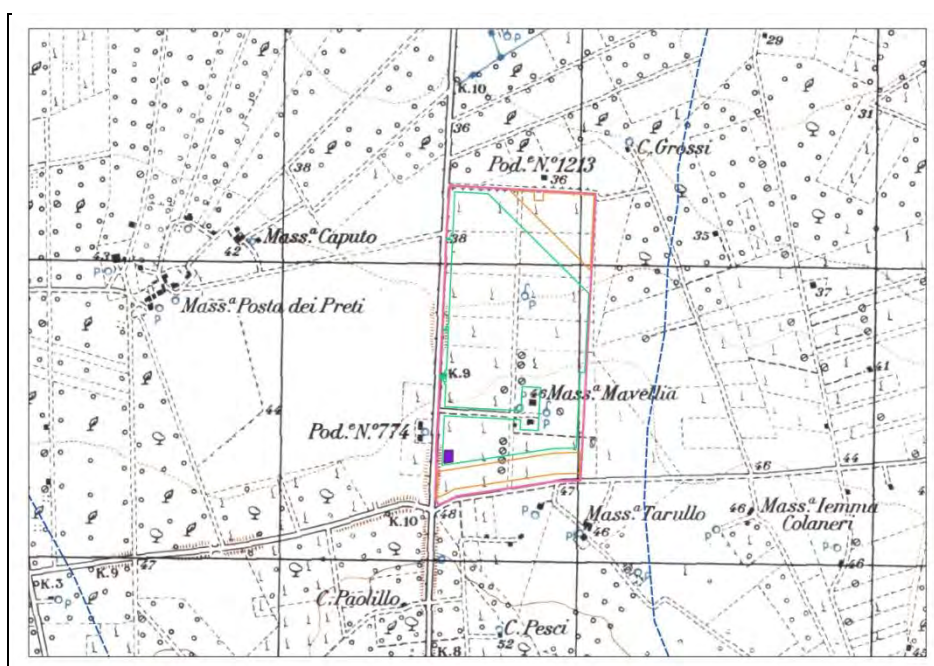 29
K.10
31
36
C. Grossi
Pod.e N.o 1213
36
38
38
35
Mass.a Caputo
42
43
P
P
37
Mass.a Posta dei Preti
P
P
41
K.9
46 Mass.a Mavellia
P
44
Pod.e N.o 774
46
44
47
K.10
48
46 Mass.a Iemma
Colaneri
P
Mass.a Tarullo
P
46
P
47
K.9
46
K.3
P
C. Paolillo
C. Pesci
52
K.8
45